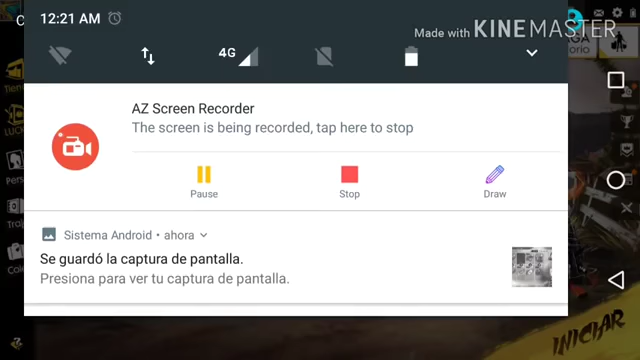 12:21 AM
Made with KINEMASTER
4G
AZ Screen Recorder
The screen is being recorded, tap here to stop
Pause
Stop
Draw
Sistema Android • ahora
Se guardó la captura de pantalla.
Presiona para ver tu captura de pantalla.
INICIAR